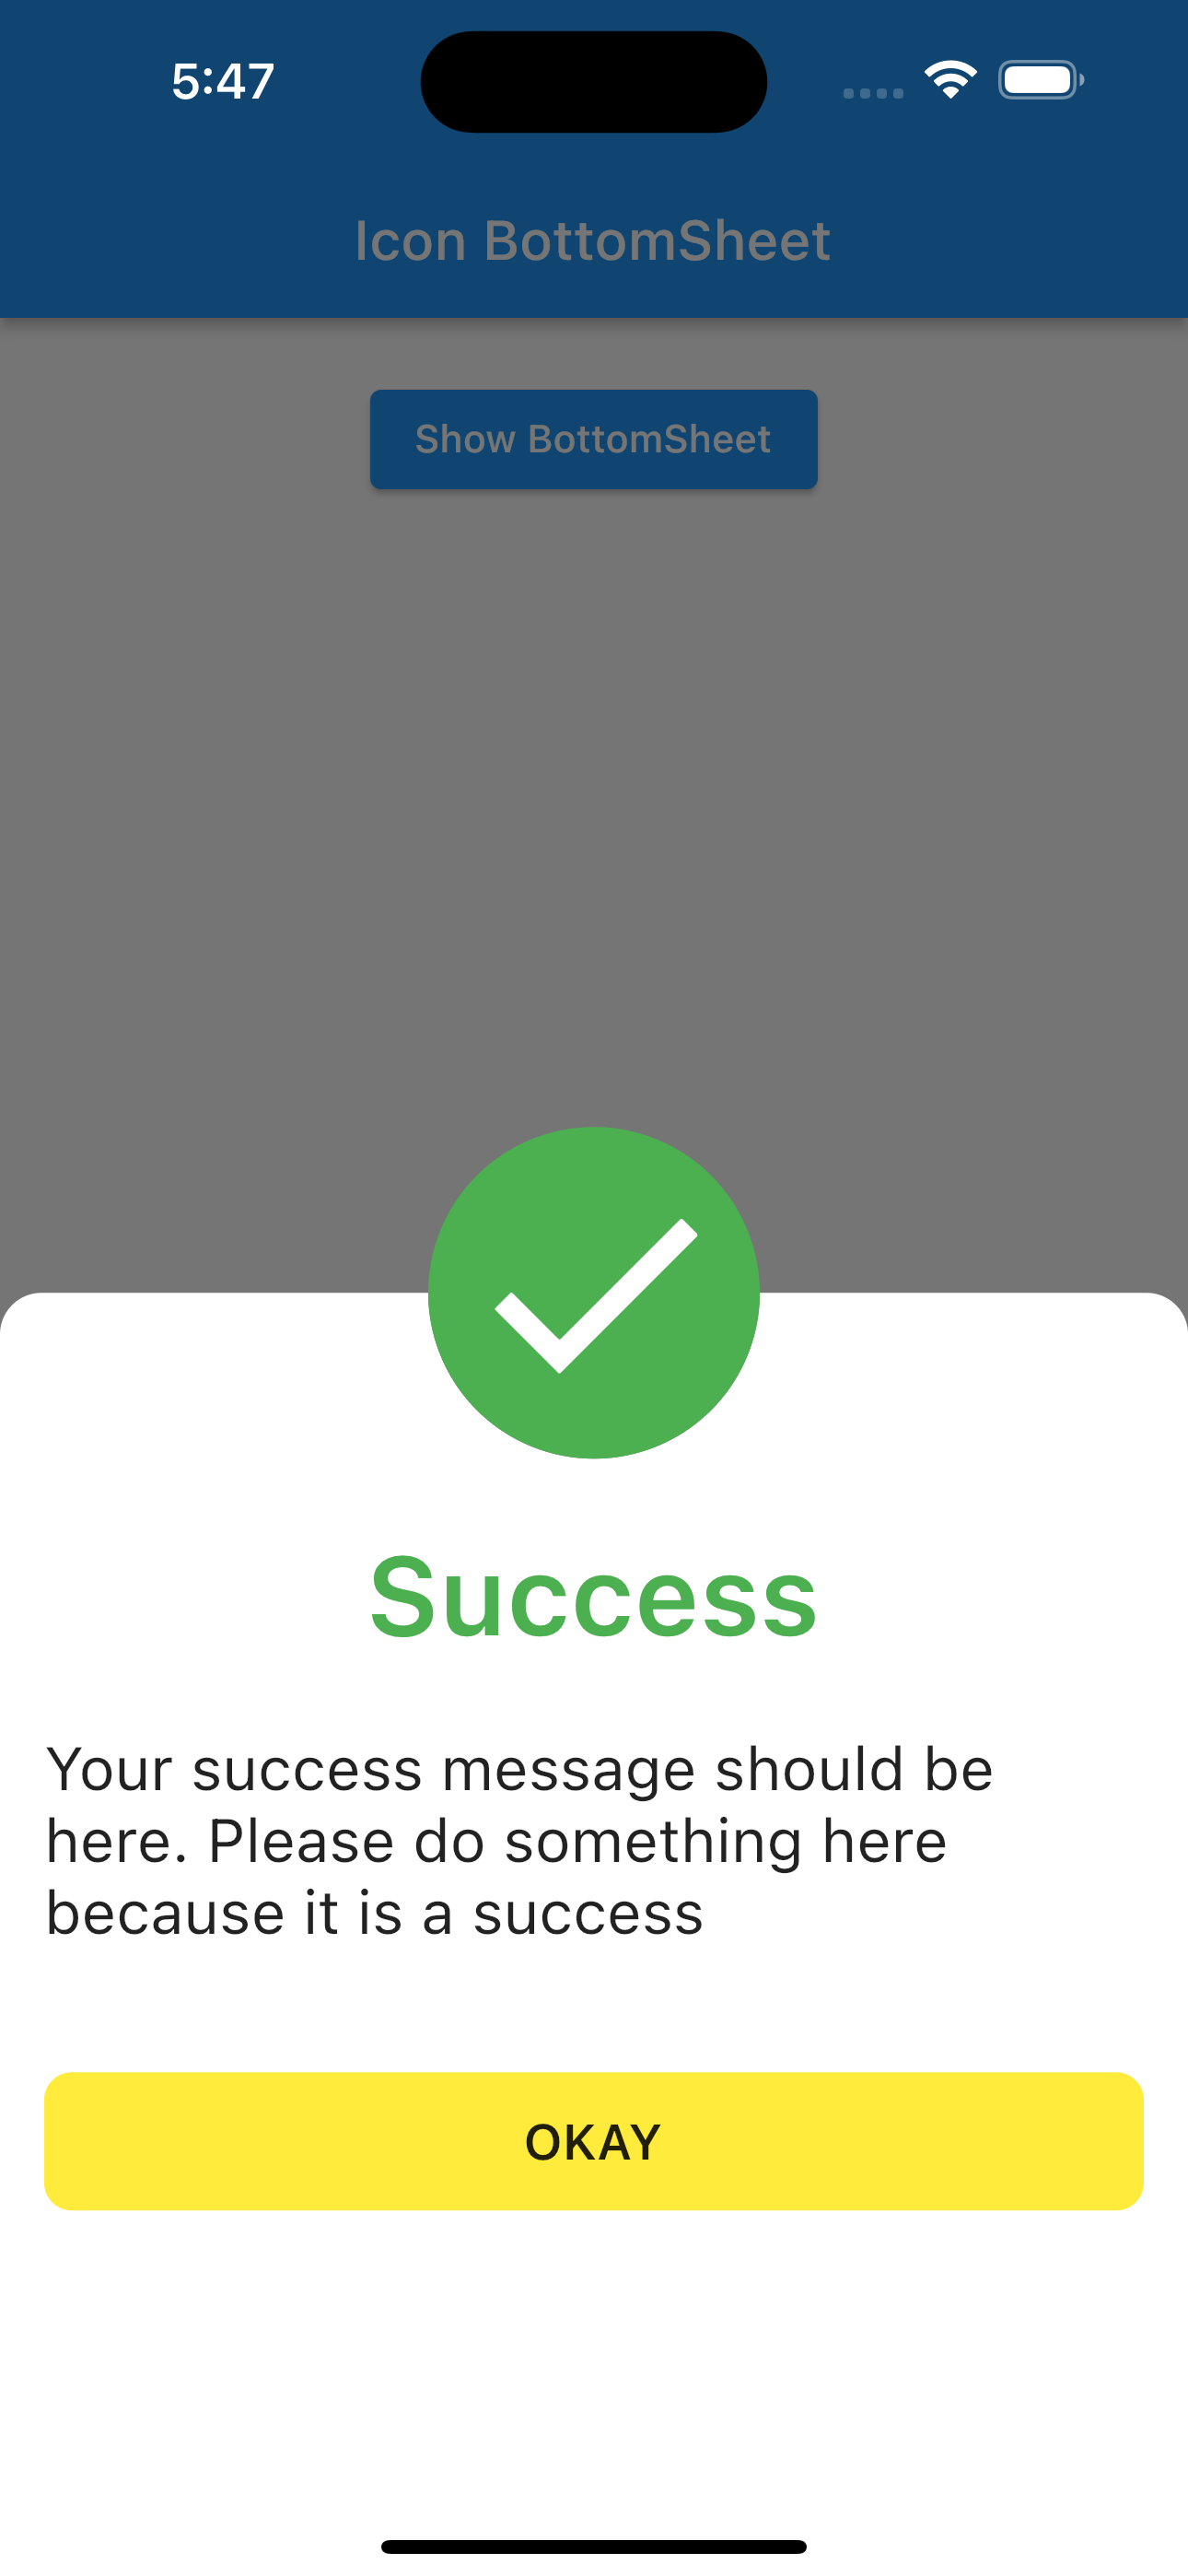 5:47
Icon BottomSheet
Show BottomSheet
Success
Your success message should be
here. Please do something here
because it is a success
OKAY